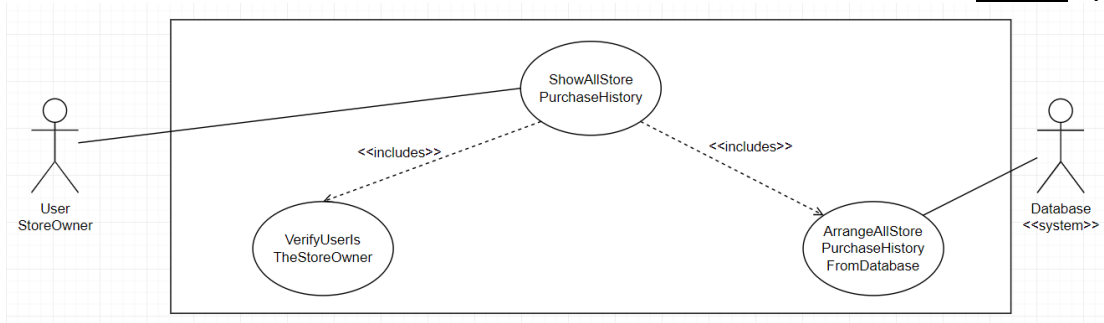 ShowAllStore
PurchaseHistory
<<includes>>
<<includes>>
User
StoreOwner
VerifyUserIs
TheStoreOwner
ArrangeAllStore
PurchaseHistory
FromDatabase
Database
<<system>>